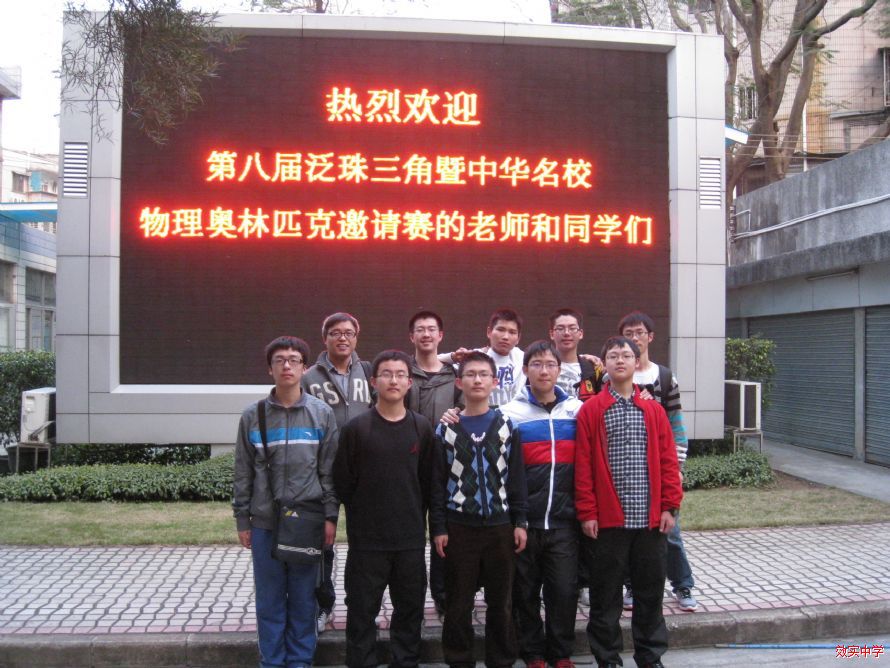 热烈欢迎
第八届泛珠三角暨中华名校
物理奥林匹克邀请赛的老师和同学们
效实中学